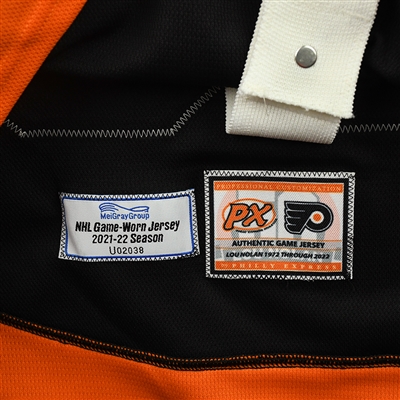 MeiGrayGroup
NHL Game-Worn Jersey
2021-22 Season
U02038
PROFESSIONAL CUSTOMIZATION
PX
AUTHENTIC GAME JERSEY
LOU NOLAN 1972 THROUGH 2022
PHILLY EXPRESS